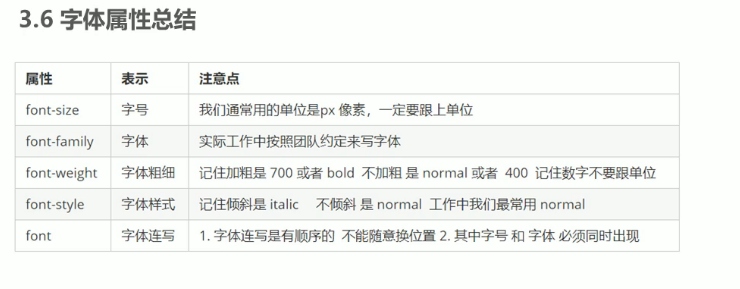 3.6 字体属性总结
属性 表示 注意点
font-size 字号 我们通常用的单位是px 像素，一定要跟上单位
font-family 字体 实际工作中按照团队约定来写字体
font-weight 字体粗细 记住加粗是 700 或者 bold 不加粗 是 normal 或者 400 记住数字不要跟单位
font-style 字体样式 记住倾斜是 italic 不倾斜 是 normal 工作中我们最常用 normal
font 字体连写 1. 字体连写是有顺序的 不能随意换位置 2. 其中字号 和 字体 必须同时出现